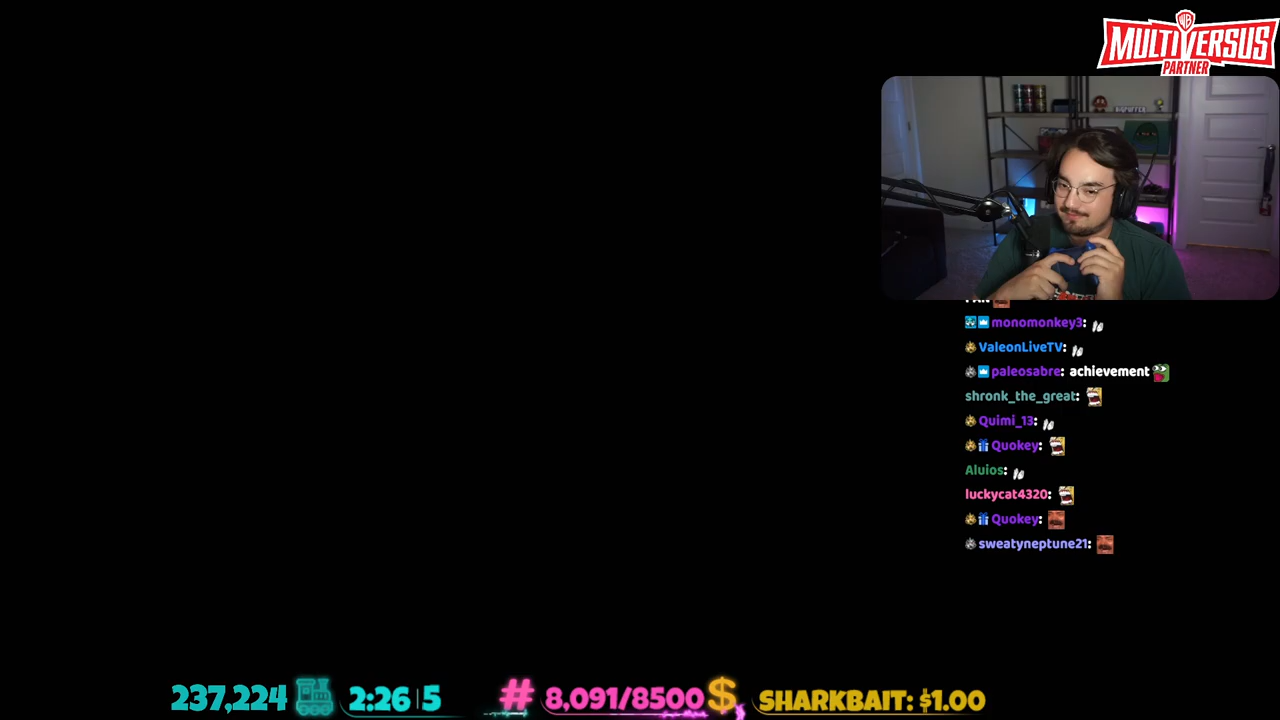 WB
MULTIVERSUS
PARTNER
monomonkey3:
ValeonLiveTV:
paleosabre: achievement
shronk_the_great:
Quimi_13:
Quokey:
Aluios:
luckycat4320:
Quokey:
sweatyneptune21:
237,224 2:26 | 5 # 8,091/8500 $ SHARKBAIT: $1.00